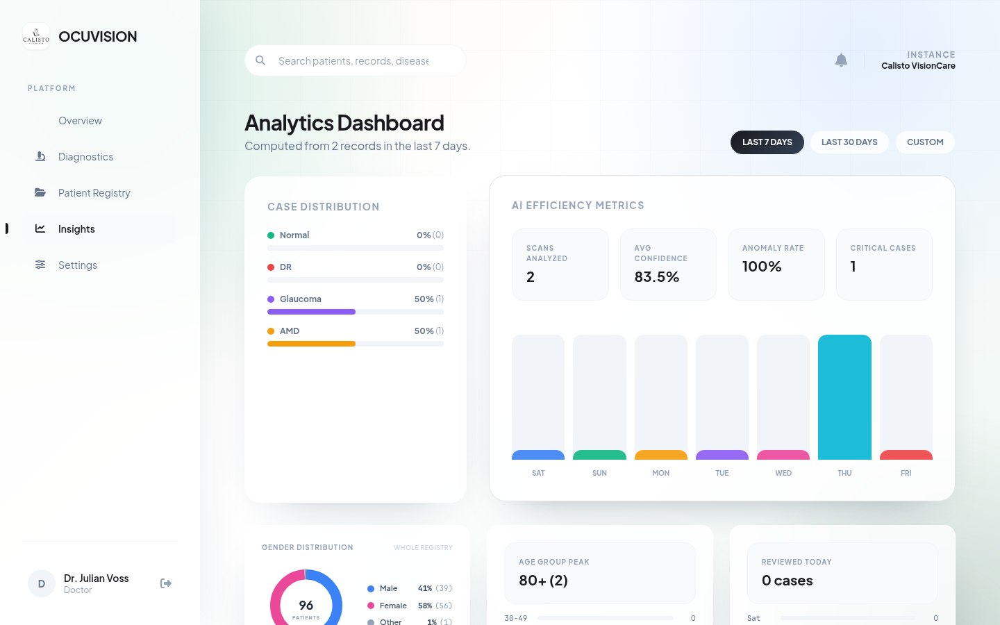 CALISTO
OCUVISION
PLATFORM
Overview
Diagnostics
Patient Registry
Insights
Settings
D
Dr. Julian Voss
Doctor
Search patients, records, disease
INSTANCE
Calisto VisionCare
Analytics Dashboard
Computed from 2 records in the last 7 days.
LAST 7 DAYS
LAST 30 DAYS
CUSTOM
CASE DISTRIBUTION
Normal 0% (0)
DR 0% (0)
Glaucoma 50% (1)
AMD 50% (1)
AI EFFICIENCY METRICS
SCANS
ANALYZED
2
AVG
CONFIDENCE
83.5%
ANOMALY RATE
100%
CRITICAL CASES
1
SAT SUN MON TUE WED THU FRI
GENDER DISTRIBUTION WHOLE REGISTRY
96
PATIENTS
Male 41% (39)
Female 58% (56)
Other 1% (1)
AGE GROUP PEAK
80+ (2)
30-49 0
REVIEWED TODAY
0 cases
Sat 0